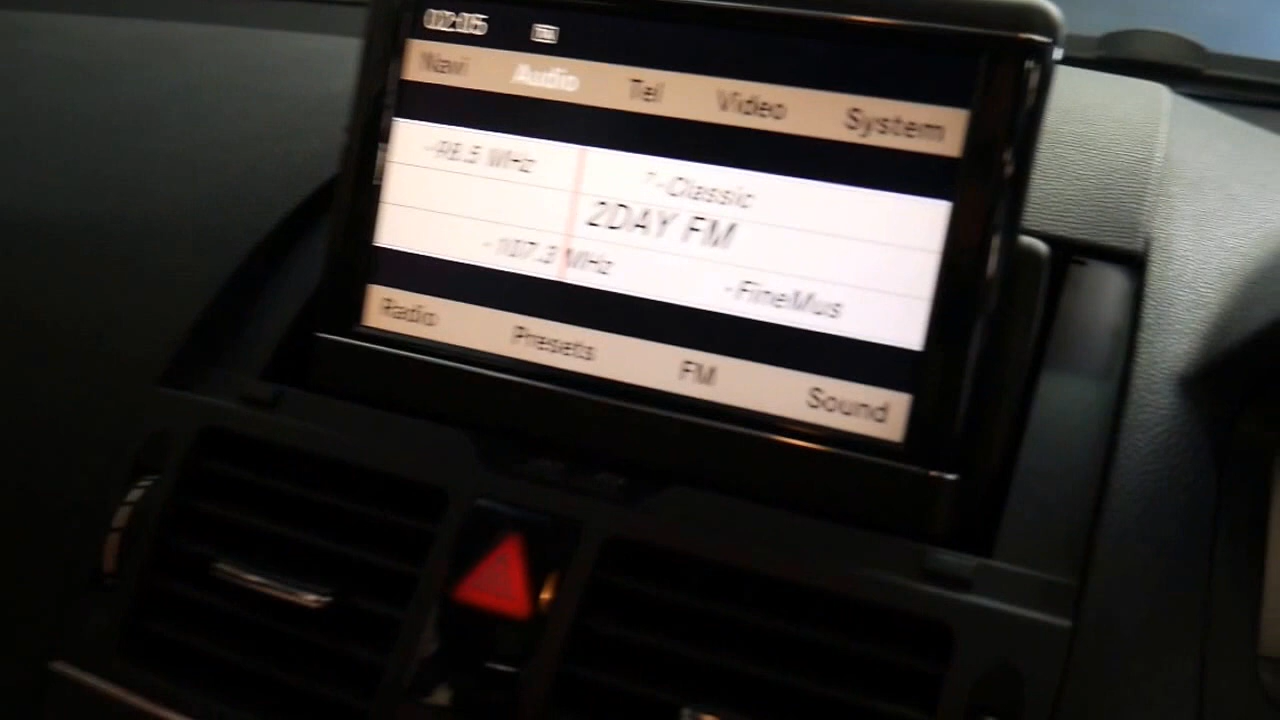 Navi Audio Tel Video System
-98.5 MHz -Classic
2DAY FM
-107.3 MHz -FineMus
Radio Presets FM Sound